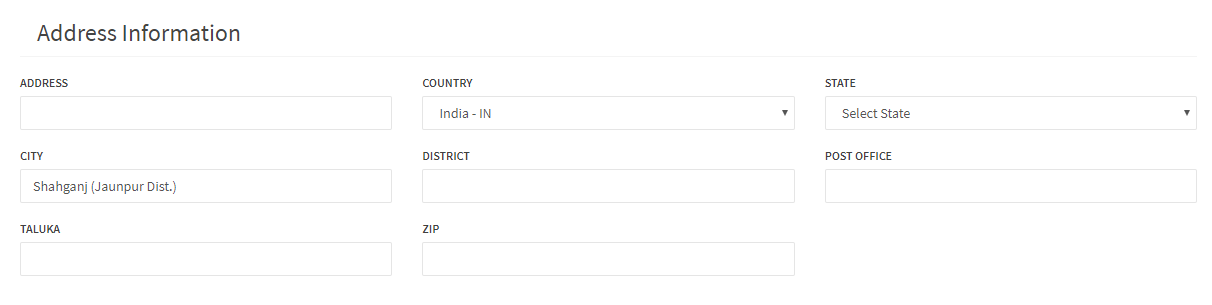 Address Information
ADDRESS
COUNTRY
STATE
India - IN
Select State
CITY
DISTRICT
POST OFFICE
Shahganj (Jaunpur Dist.)
TALUKA
ZIP